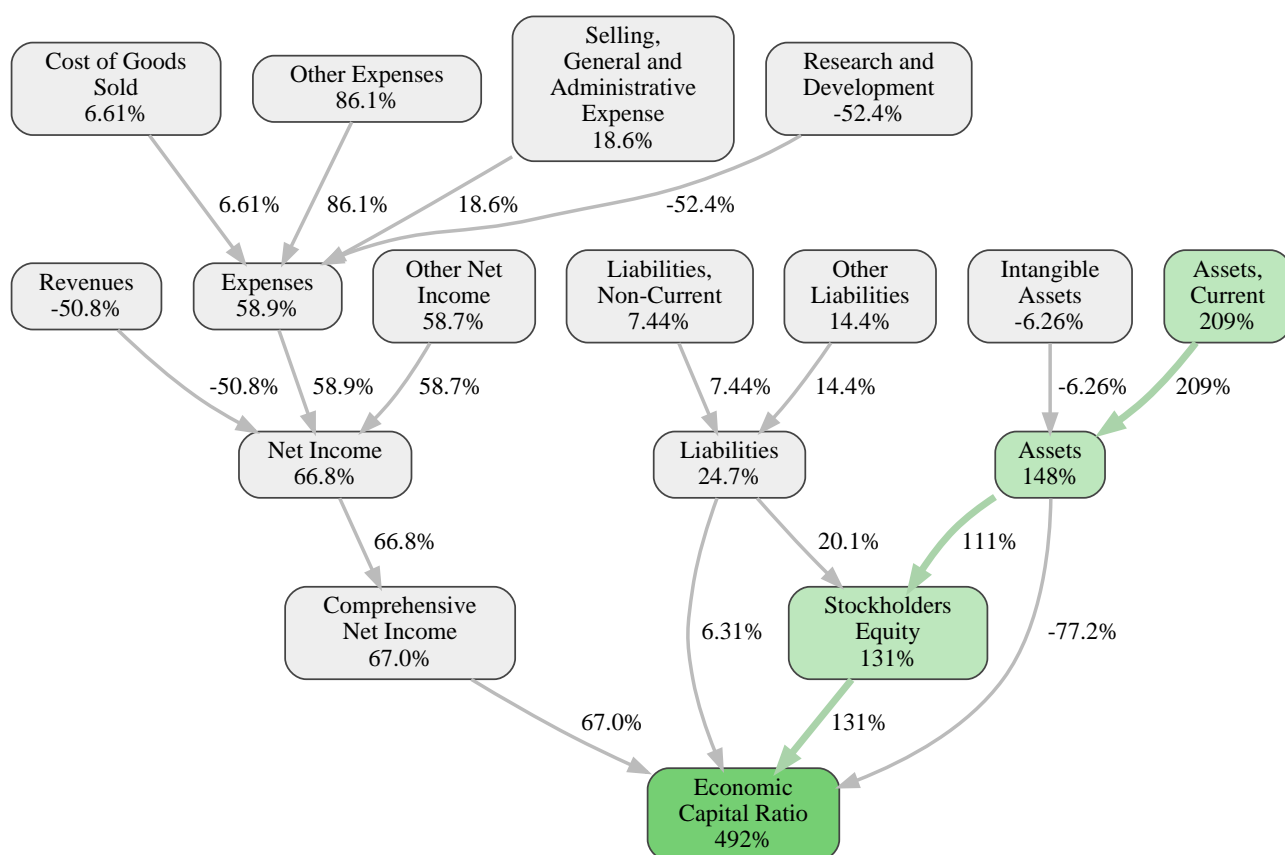 Cost of Goods
Sold
6.61%
Other Expenses
86.1%
Selling,
General and
Administrative
Expense
18.6%
Research and
Development
-52.4%
6.61%
86.1%
18.6%
-52.4%
Revenues
-50.8%
Expenses
58.9%
Other Net
Income
58.7%
Liabilities,
Non-Current
7.44%
Other
Liabilities
14.4%
Intangible
Assets
-6.26%
Assets,
Current
209%
-50.8%
58.9%
58.7%
7.44%
14.4%
-6.26%
209%
Net Income
66.8%
Liabilities
24.7%
Assets
148%
66.8%
20.1%
111%
Comprehensive
Net Income
67.0%
6.31%
Stockholders
Equity
131%
-77.2%
67.0%
131%
Economic
Capital Ratio
492%